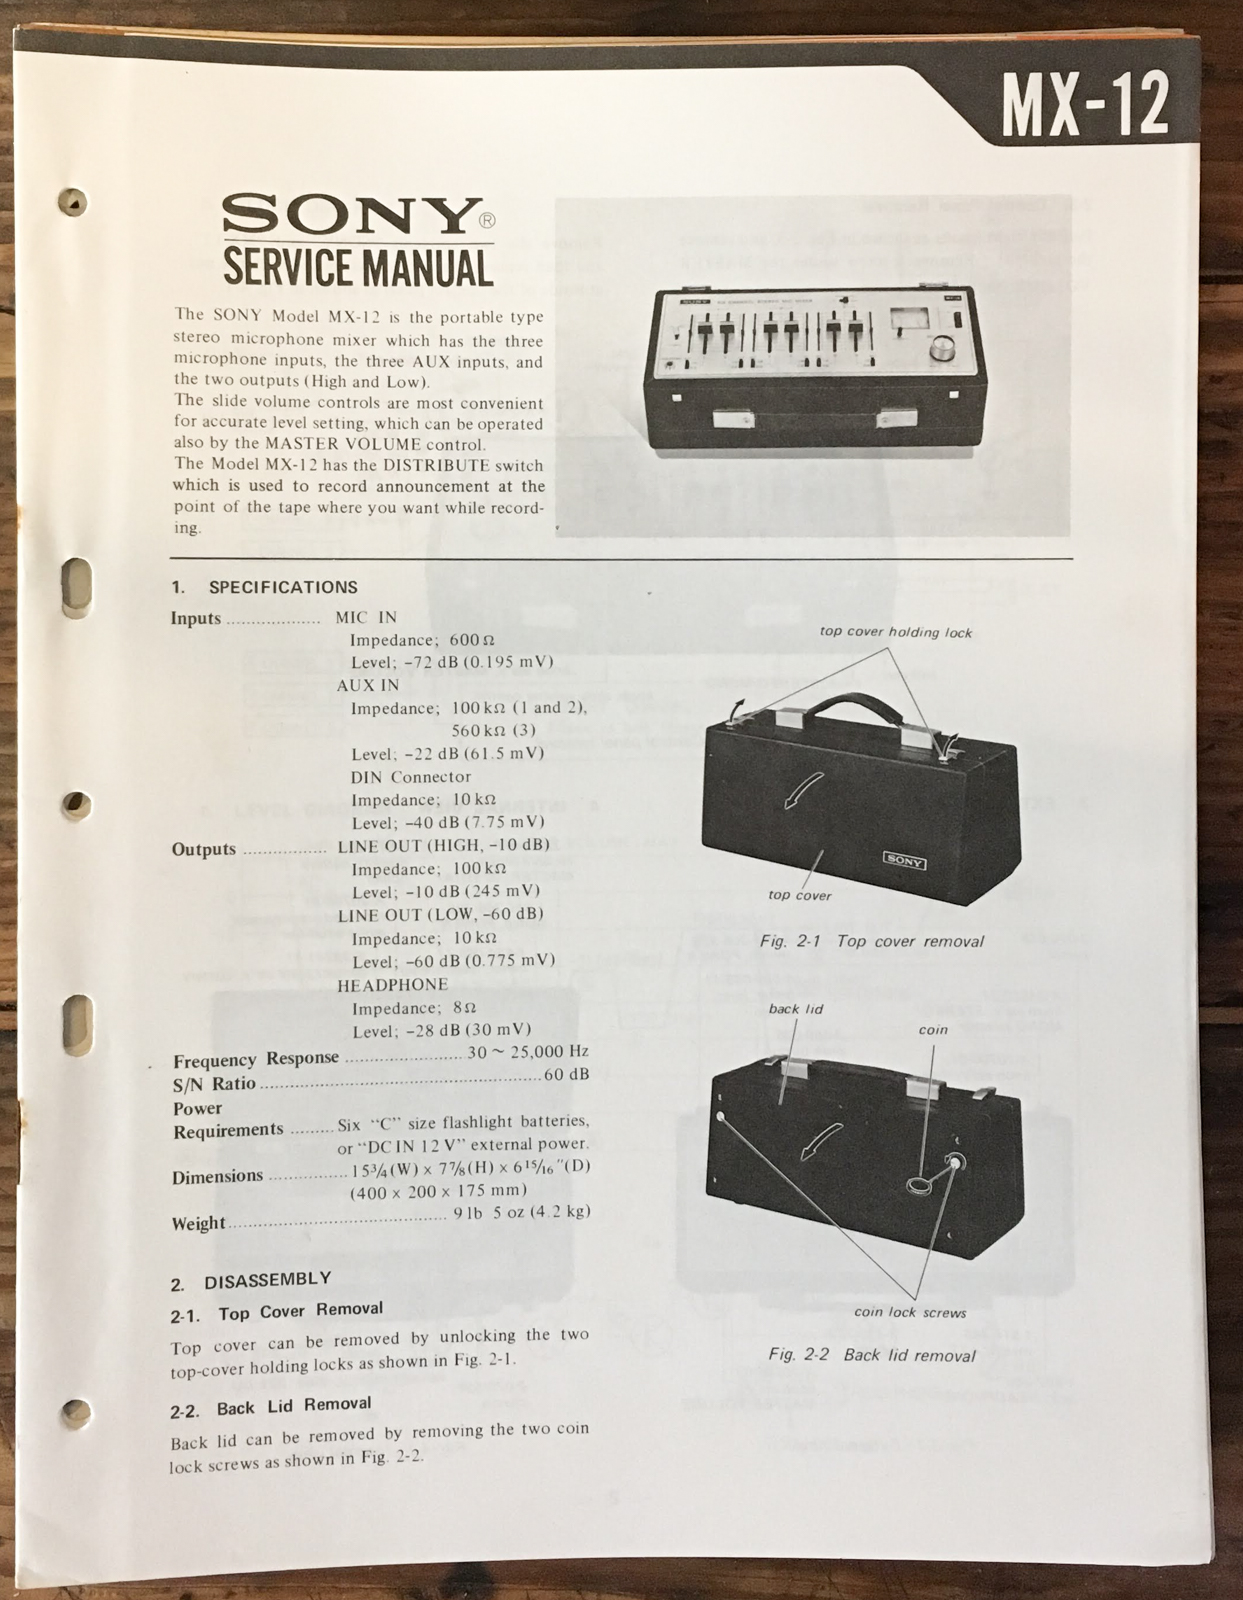 MX-12
SONY®
SERVICE MANUAL
The SONY Model MX-12 is the portable type
stereo microphone mixer which has the three
microphone inputs, the three AUX inputs, and
the two outputs (High and Low).
The slide volume controls are most convenient
for accurate level setting, which can be operated
also by the MASTER VOLUME control.
The Model MX-12 has the DISTRIBUTE switch
which is used to record announcement at the
point of the tape where you want while record-
ing.
SONY
1. SPECIFICATIONS
Inputs ................... MIC IN
Impedance; 600 Ω
Level; -72 dB (0.195 mV)
AUX IN
Impedance; 100 kΩ (1 and 2),
560 kΩ (3)
Level; -22 dB (61.5 mV)
DIN Connector
Impedance; 10 kΩ
Level; -40 dB (7.75 mV)
Outputs ................. LINE OUT (HIGH, -10 dB)
Impedance; 100 kΩ
Level; -10 dB (245 mV)
LINE OUT (LOW, -60 dB)
Impedance; 10 kΩ
Level; -60 dB (0.775 mV)
HEADPHONE
Impedance; 8 Ω
Level; -28 dB (30 mV)
Frequency Response ........................ 30 ~ 25,000 Hz
S/N Ratio ......................................................... 60 dB
Power
Requirements ......... Six "C" size flashlight batteries,
or "DC IN 12 V" external power.
Dimensions ................ 15¾ (W) × 7⅞ (H) × 6 15/16" (D)
(400 × 200 × 175 mm)
Weight ............................................ 9 lb 5 oz (4.2 kg)
2. DISASSEMBLY
2-1. Top Cover Removal
Top cover can be removed by unlocking the two
top-cover holding locks as shown in Fig. 2-1.
2-2. Back Lid Removal
Back lid can be removed by removing the two coin
lock screws as shown in Fig. 2-2.
top cover holding lock
SONY
top cover
Fig. 2-1 Top cover removal
back lid
coin
coin lock screws
Fig. 2-2 Back lid removal